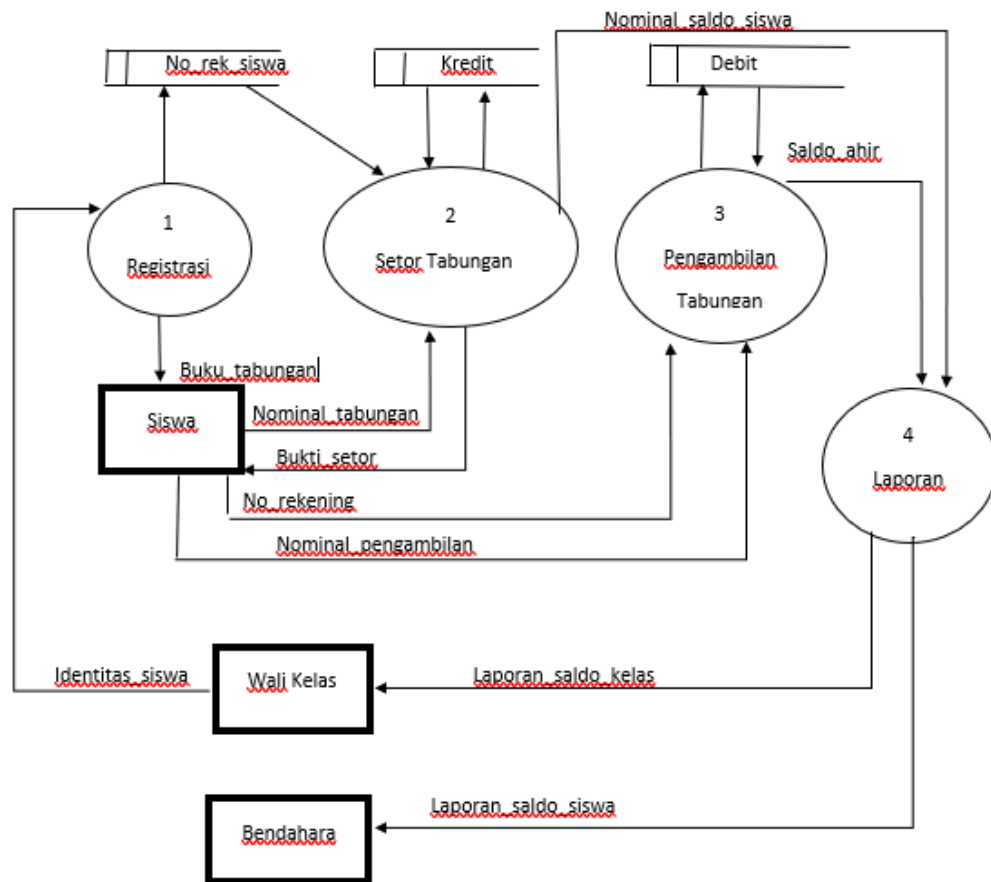 Nominal_saldo_siswa
No_rek_siswa
Kredit
Debit
Saldo_ahir
1
Registrasi
2
Setor Tabungan
3
Pengambilan
Tabungan
Buku_tabungan
Siswa
Nominal_tabungan
Bukti_setor
No_rekening
Nominal_pengambilan
4
Laporan
Identitas_siswa
Wali Kelas
Laporan_saldo_kelas
Laporan_saldo_siswa
Bendahara